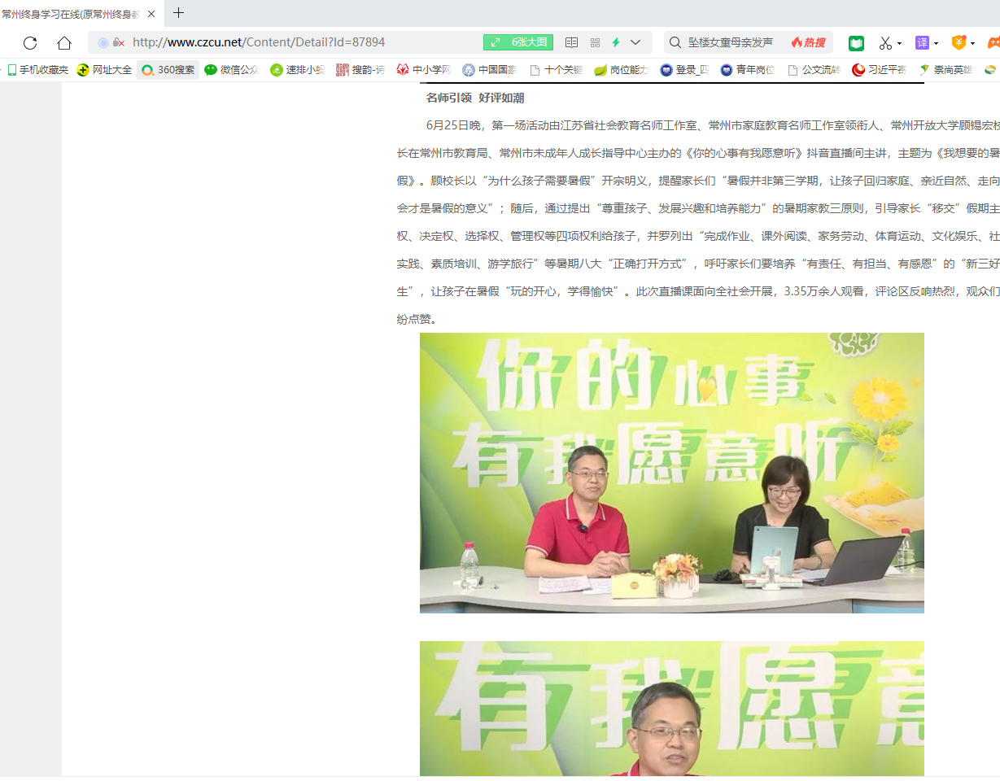 常州终身学习在线(原常州终身教
http://www.czcu.net/Content/Detail?Id=87894
6张大图
坠楼女童母亲发声
热搜
译
手机收藏夹
网址大全
360搜索
微信公众
速排小蚂
搜韵-诗
中小学网
中国国家
十个关键
岗位能力
登录_四
青年岗位
公文流转
习近平寄
崇尚英雄
名师引领 好评如潮
6月25日晚，第一场活动由江苏省社会教育名师工作室、常州市家庭教育名师工作室领衔人、常州开放大学顾锡宏校
长在常州市教育局、常州市未成年人成长指导中心主办的《你的心事有我愿意听》抖音直播间主讲，主题为《我想要的暑
假》。顾校长以“为什么孩子需要暑假”开宗明义，提醒家长们“暑假并非第三学期，让孩子回归家庭、亲近自然、走向
会才是暑假的意义”；随后，通过提出“尊重孩子、发展兴趣和培养能力”的暑期家教三原则，引导家长“移交”假期主
权、决定权、选择权、管理权等四项权利给孩子，并罗列出“完成作业、课外阅读、家务劳动、体育运动、文化娱乐、社
实践、素质培训、游学旅行”等暑期八大“正确打开方式”，呼吁家长们要培养“有责任、有担当、有感恩”的“新三好
生”，让孩子在暑假“玩的开心，学得愉快”。此次直播课面向全社会开展，3.35万余人观看，评论区反响热烈，观众们
纷点赞。
你的心事
有我愿意听
有我愿意